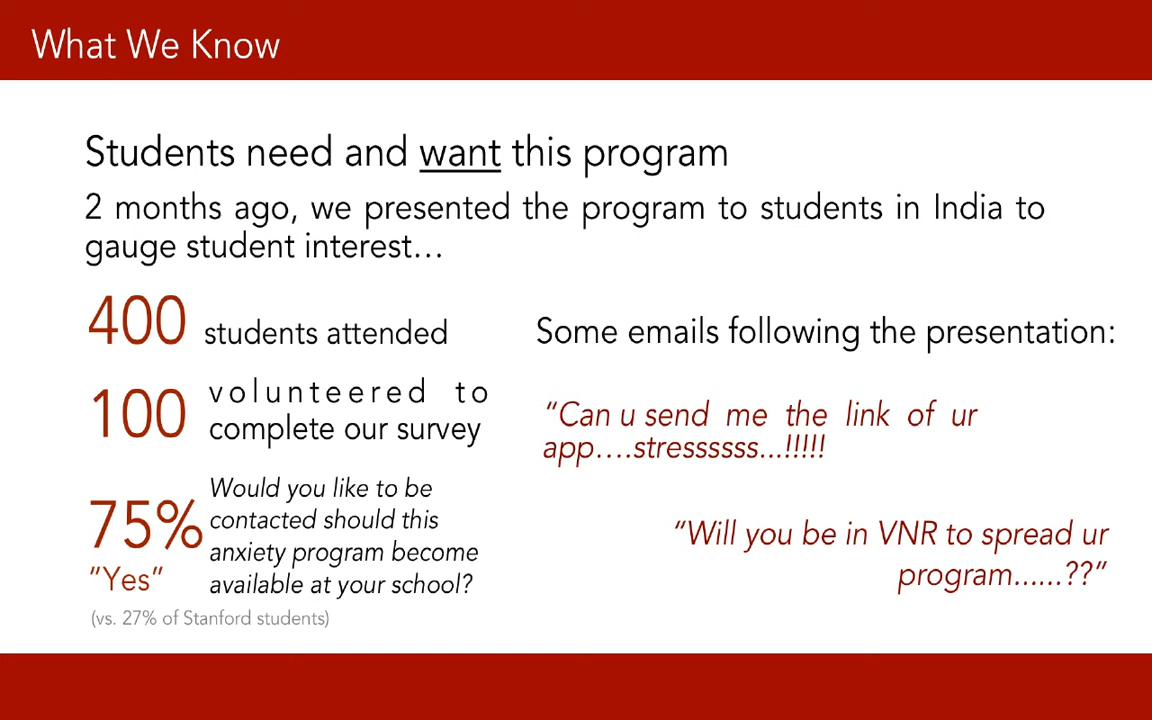 What We Know
Students need and want this program
2 months ago, we presented the program to students in India to
gauge student interest…
400 students attended
100 volunteered to
complete our survey
75% Would you like to be
contacted should this
anxiety program become
"Yes" available at your school?
(vs. 27% of Stanford students)
Some emails following the presentation:
“Can u send me the link of ur
app….stressssss...!!!!!
“Will you be in VNR to spread ur
program......??”